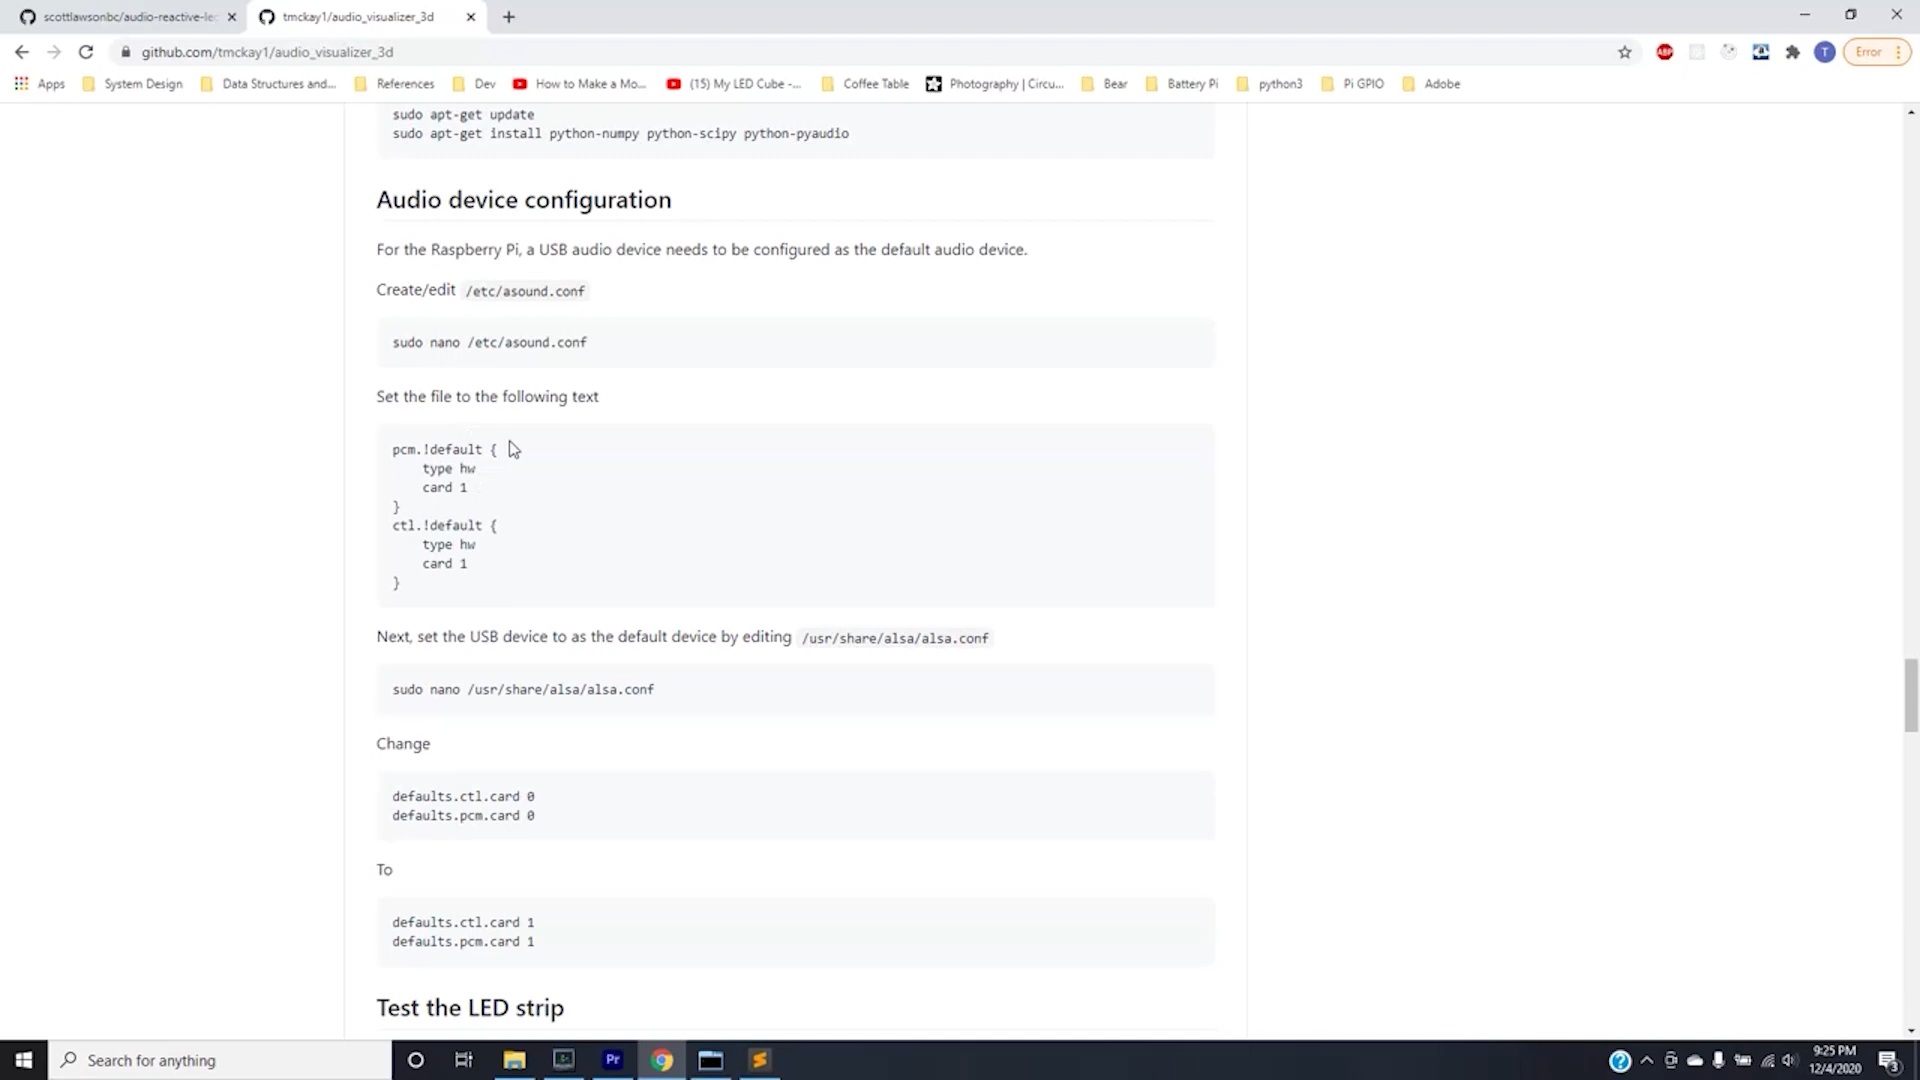 scottlawsonbc/audio-reactive-le
tmckay1/audio_visualizer_3d
github.com/tmckay1/audio_visualizer_3d
ABP
T
Error
Apps
System Design
Data Structures and...
References
Dev
How to Make a Mo...
(15) My LED Cube -...
Coffee Table
Photography | Circu...
Bear
Battery Pi
python3
Pi GPIO
Adobe
sudo apt-get update
sudo apt-get install python-numpy python-scipy python-pyaudio
Audio device configuration
For the Raspberry Pi, a USB audio device needs to be configured as the default audio device.
Create/edit /etc/asound.conf
sudo nano /etc/asound.conf
Set the file to the following text
pcm.!default {
type hw
card 1
}
ctl.!default {
type hw
card 1
}
Next, set the USB device to as the default device by editing /usr/share/alsa/alsa.conf
sudo nano /usr/share/alsa/alsa.conf
Change
defaults.ctl.card 0
defaults.pcm.card 0
To
defaults.ctl.card 1
defaults.pcm.card 1
Test the LED strip
Search for anything
Pr
9:25 PM
12/4/2020
3